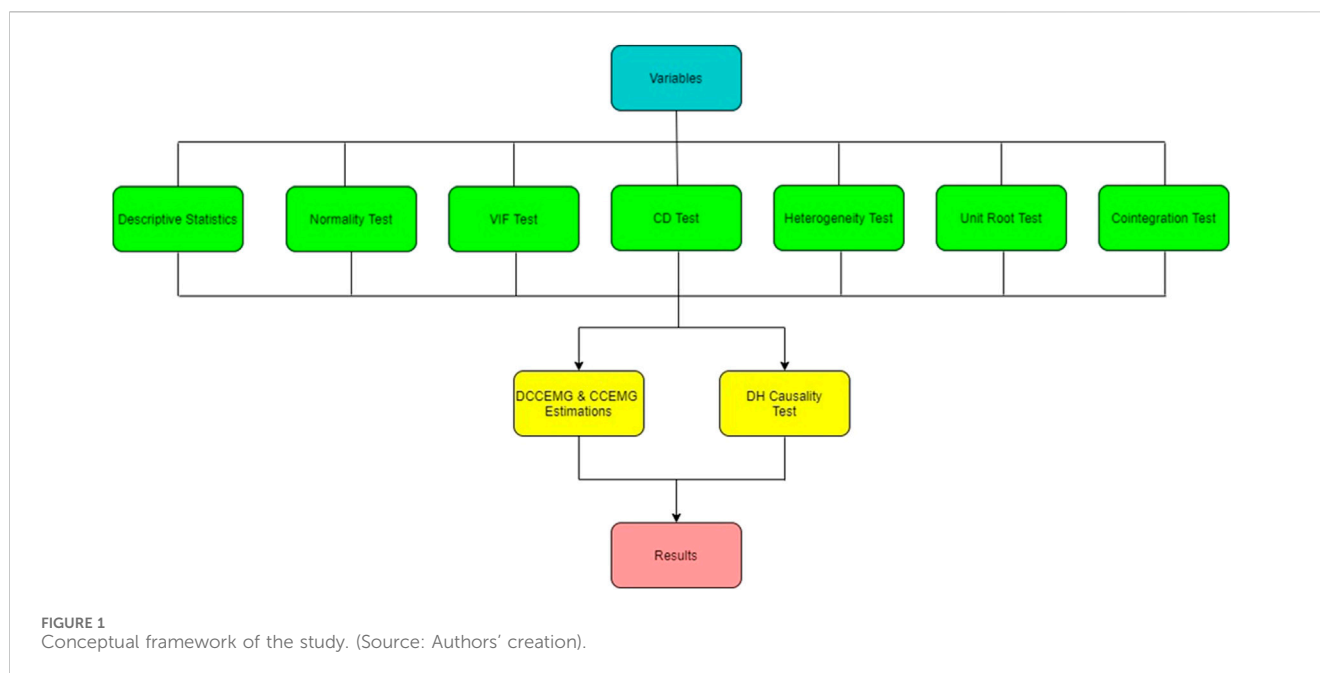 Variables
Descriptive Statistics
Normality Test
VIF Test
CD Test
Heterogeneity Test
Unit Root Test
Cointegration Test
DCCEMG & CCEMG
Estimations
DH Causality
Test
Results
FIGURE 1
Conceptual framework of the study. (Source: Authors’ creation).